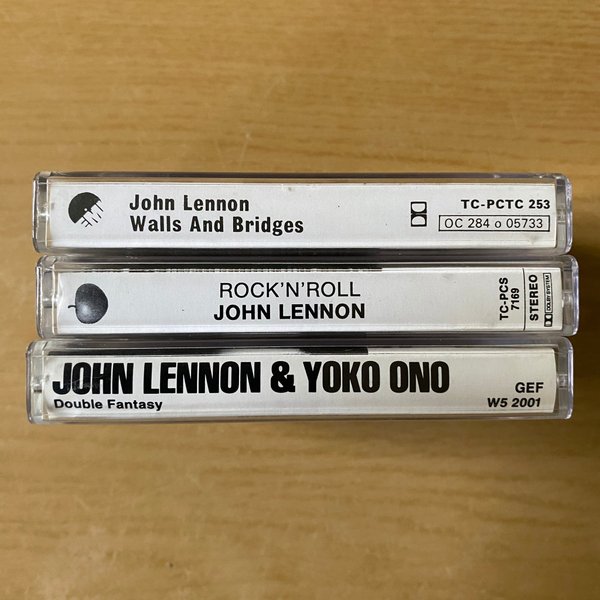 EMI
John Lennon
Walls And Bridges
TC-PCTC 253
OC 284 o 05733
ROCK'N'ROLL
JOHN LENNON
TC-PCS
7169
STEREO
DOLBY SYSTEM
JOHN LENNON & YOKO ONO
Double Fantasy
GEF
W5 2001